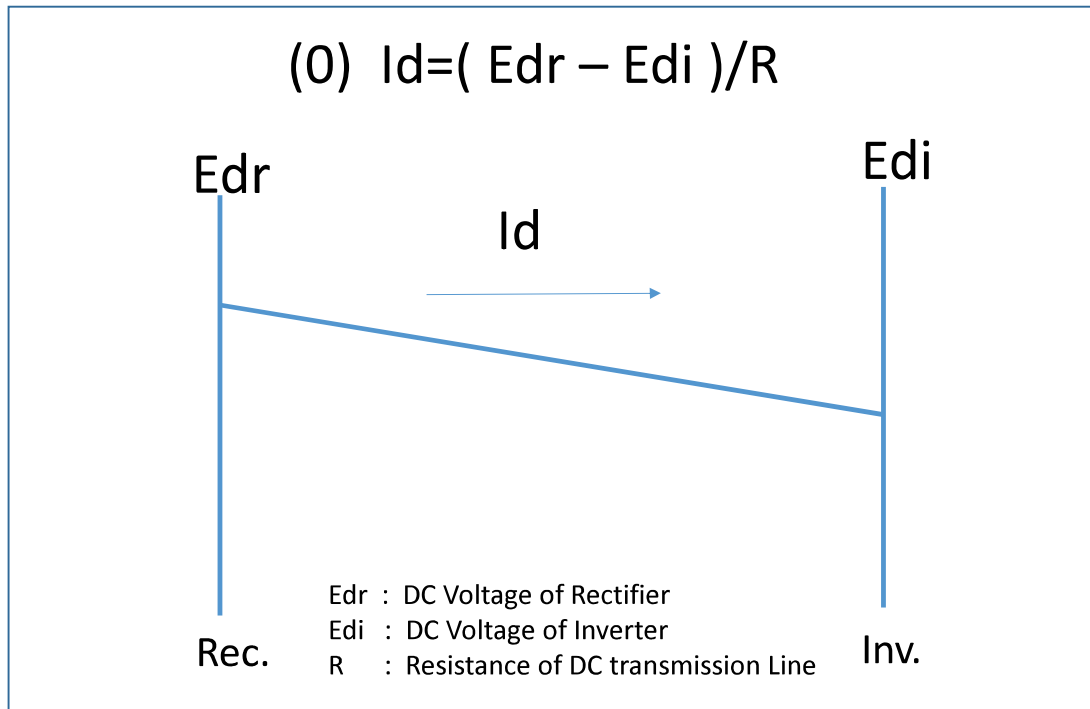 (0) Id=( Edr – Edi )/R
Edr
Edi
Id
Edr : DC Voltage of Rectifier
Edi : DC Voltage of Inverter
R : Resistance of DC transmission Line
Rec.
Inv.